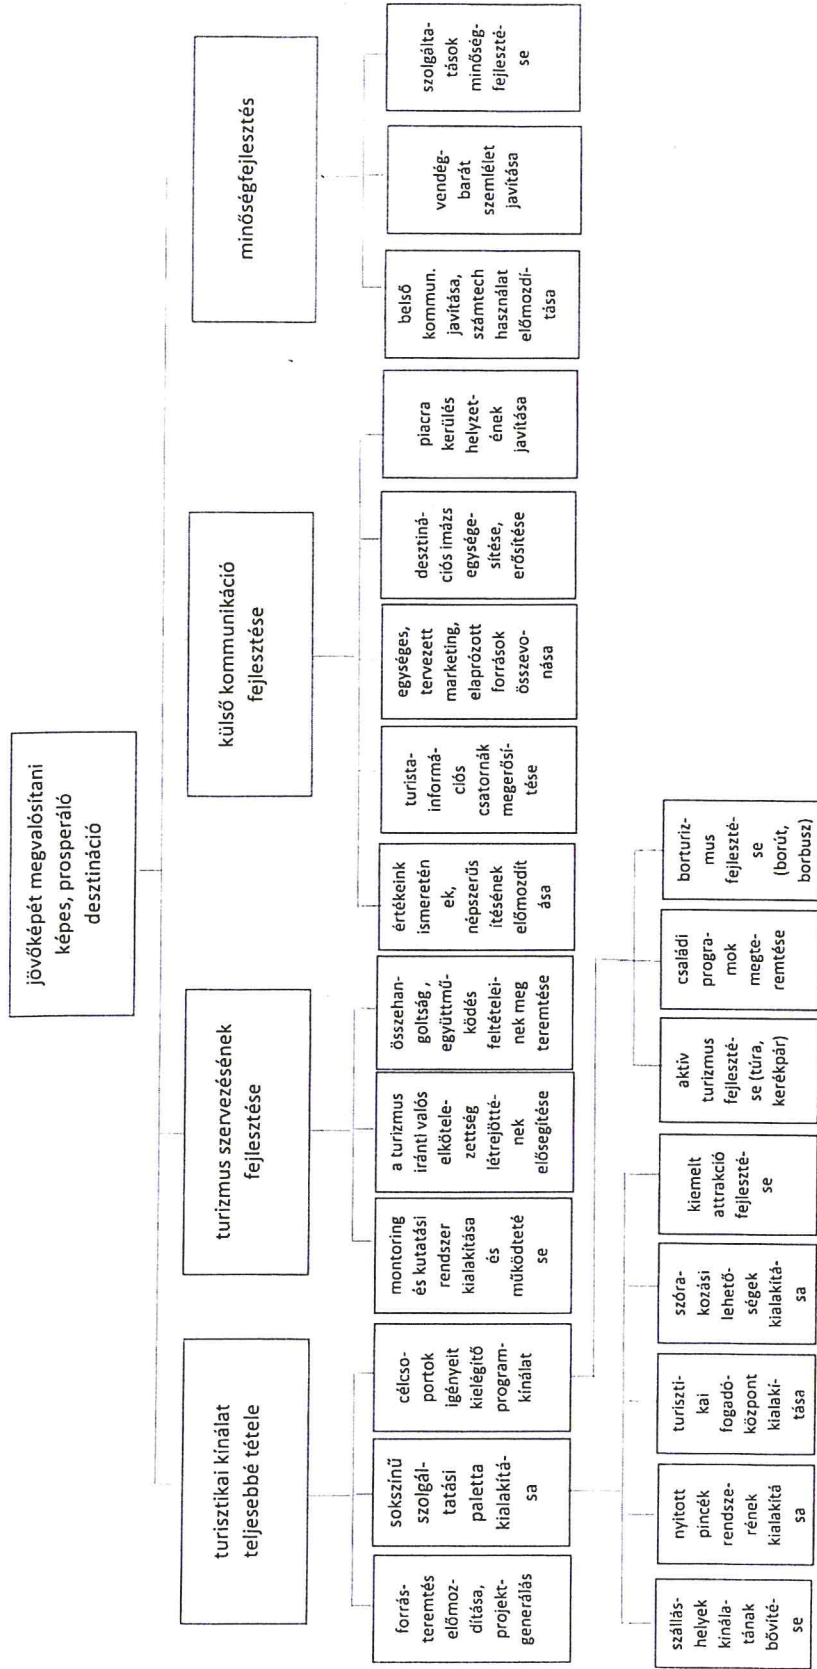 jövőképét megvalósítani
képes, prosperáló
desztináció
turisztikai kínálat
teljesebbé tétele
turizmus szervezésének
fejlesztése
külső kommunikáció
fejlesztése
minőségfejlesztés
forrás-
teremtés
előmoz-
dítása,
projekt-
generálás
sokszínű
szolgál-
tatási
paletta
kialakítá-
sa
célcso-
portok
igényeit
kielégítő
program-
kínálat
montoring
és kutatási
rendszer
kialakítása
és
működteté
se
a turizmus
iránti valós
elkötele-
zettség
létrejötté-
nek
elősegítése
összehan-
goltság ,
együttmű-
ködés
feltételei-
nek meg
teremtése
értékeink
ismeretén
ek,
népszerűs
ítésének
előmozdít
ása
turista-
informá-
ciós
csatornák
megerősí-
tése
egységes,
tervezett
marketing,
elaprózott
források
összevo-
nása
desztiná-
ciós imázs
egysége-
sítése,
erősítése
piacra
kerülés
helyzet-
ének
javítása
belső
kommun.
javítása,
számtech
használat
előmozdí-
tása
vendég-
barát
szemlélet
javítása
szolgálta-
tások
minőség-
fejleszté-
se
szállás-
helyek
kínála-
tának
bővíté-
se
nyitott
pincék
rendsze-
rének
kialakítá
sa
turiszti-
kai
fogadó-
központ
kialakí-
tása
szóra-
kozási
lehető-
ségek
kialakítá-
sa
kiemelt
attrakció
fejleszté-
se
aktív
turizmus
fejleszté-
se (túra,
kerékpár)
családi
progra-
mok
megte-
remtése
borturiz-
mus
fejleszté-
se
(borút,
borbusz)